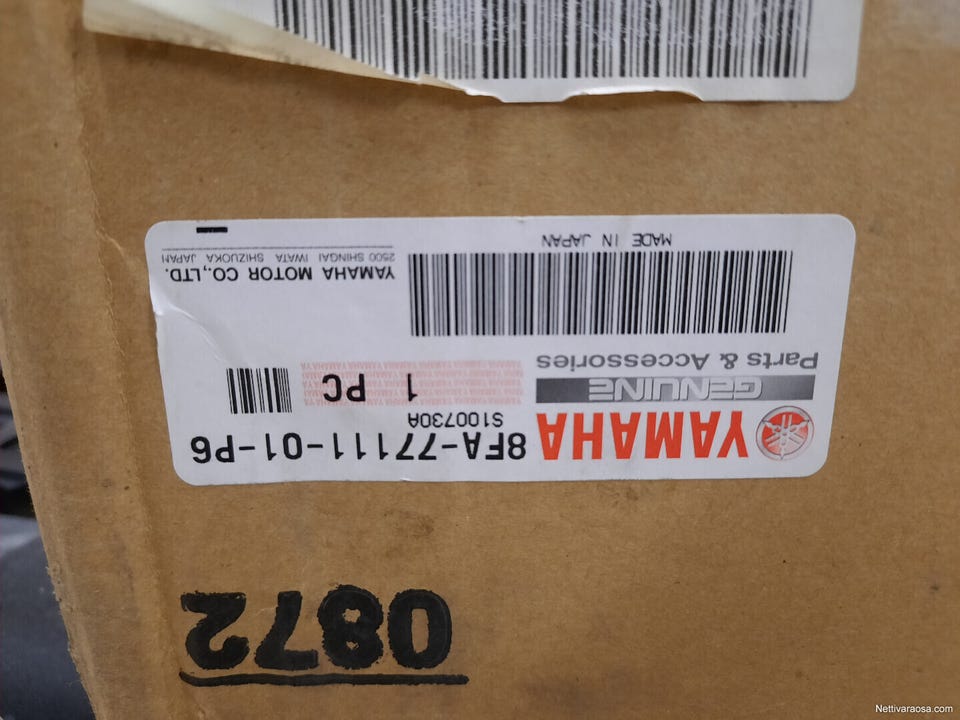 0872
YAMAHA
GENUINE
Parts & Accessories
8FA-77111-01-P6
S100730A
1 PC
MADE IN JAPAN
YAMAHA MOTOR CO.,LTD.
2500 SHINGAI IWATA SHIZUOKA JAPAN
Nettivaraosa.com